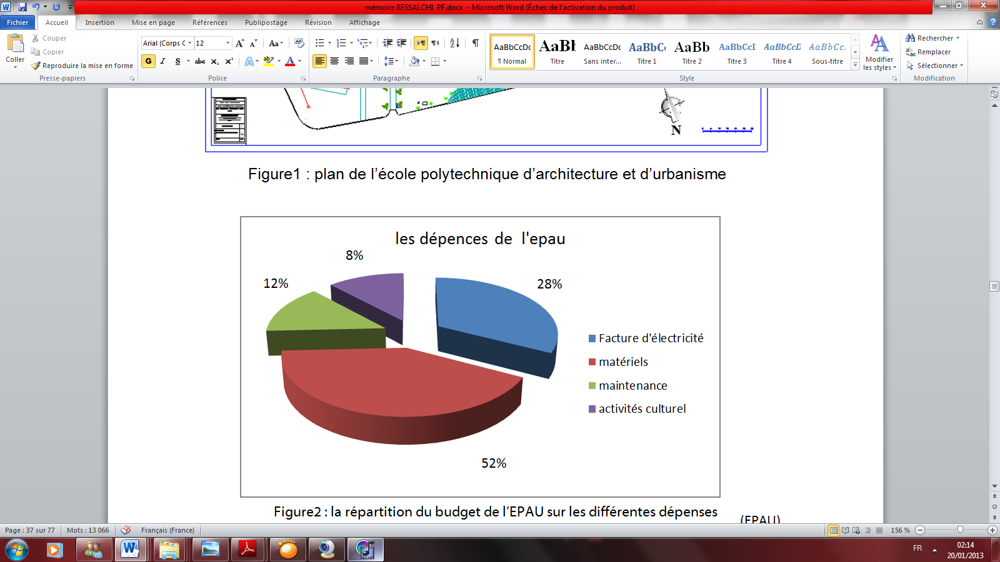 mémoire BESSALCHI PF.docx - Microsoft Word (Échec de l'activation du produit)
Fichier Accueil Insertion Mise en page Références Publipostage Révision Affichage
Coller
Couper
Copier
Reproduire la mise en forme
Presse-papiers
Arial (Corps C 12
G I S abc x₂ x²
Police
Paragraphe
AaBbCcDc AaBl AaBbCcDc AaBbC AaBb AaBbCcI AaBbCcD AaBbCc.
¶ Normal Titre Sans inter... Titre 1 Titre 2 Titre 3 Titre 4 Sous-titre
Style
Modifier
les styles
Rechercher
Remplacer
Sélectionner
Modification
N
Figure1 : plan de l’école polytechnique d’architecture et d’urbanisme
les dépences de l'epau
8%
12%
28%
52%
Facture d'électricité
matériels
maintenance
activités culturel
Figure2 : la répartition du budget de l’EPAU sur les différentes dépenses
(EPAU)
Page : 37 sur 77 Mots : 13 066 Français (France) 156 %
FR
02:14
20/01/2013